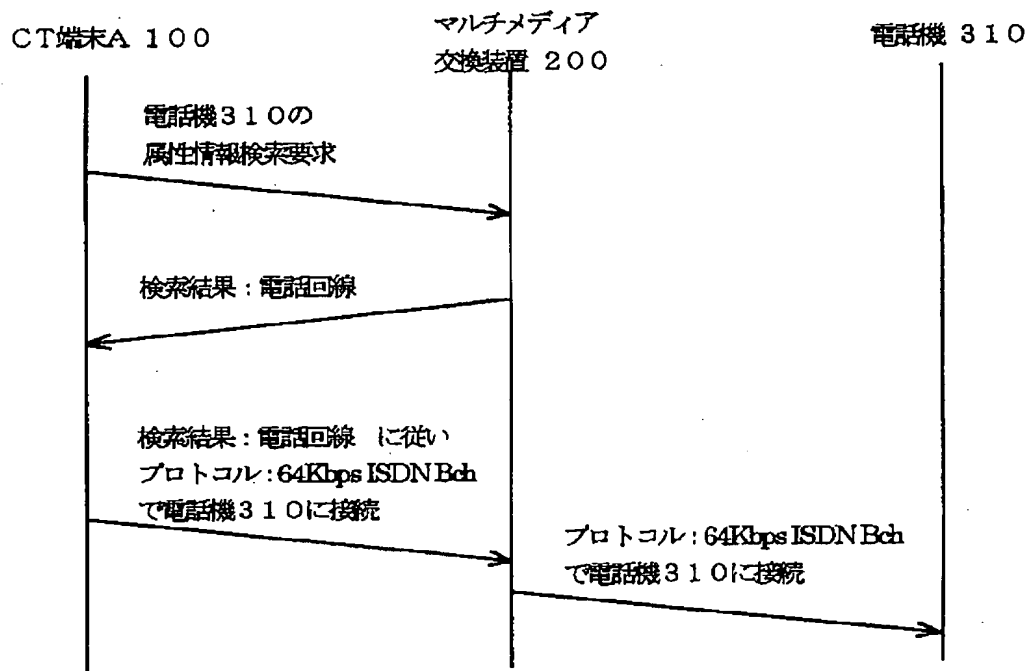 CT端末A 100
マルチメディア
交換装置 200
電話機 310
電話機310の
属性情報検索要求
検索結果:電話回線
検索結果:電話回線 に従い
プロトコル:64Kbps ISDN Bch
で電話機310に接続
プロトコル:64Kbps ISDN Bch
で電話機310に接続